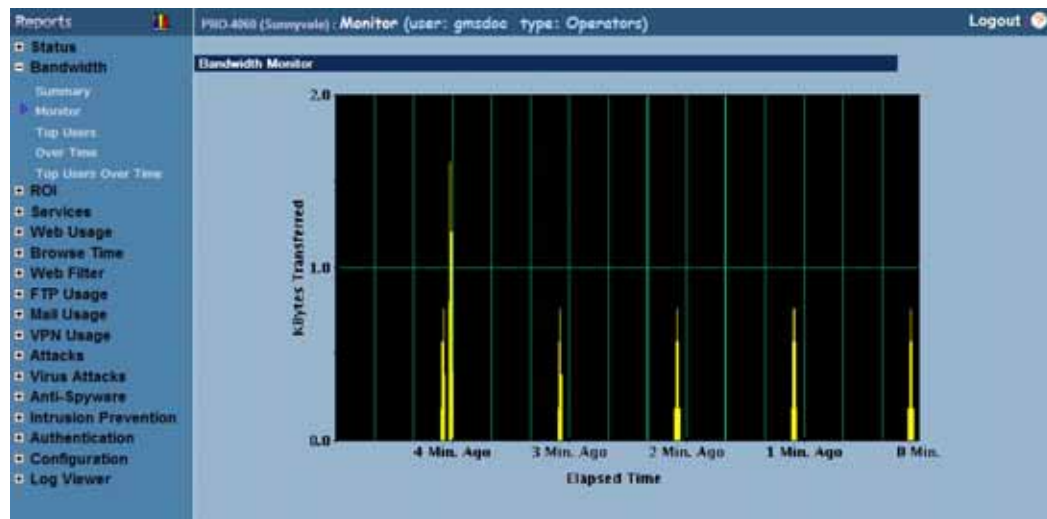 Reports
PRO-4060 (Sunnyvale) : Monitor (user: gmsdoc type: Operators)
Logout
Status
Bandwidth
Summary
Monitor
Top Users
Over Time
Top Users Over Time
ROI
Services
Web Usage
Browse Time
Web Filter
FTP Usage
Mail Usage
VPN Usage
Attacks
Virus Attacks
Anti-Spyware
Intrusion Prevention
Authentication
Configuration
Log Viewer
Bandwidth Monitor
KBytes Transferred
2.0
1.0
0.0
4 Min. Ago 3 Min. Ago 2 Min. Ago 1 Min. Ago 0 Min.
Elapsed Time